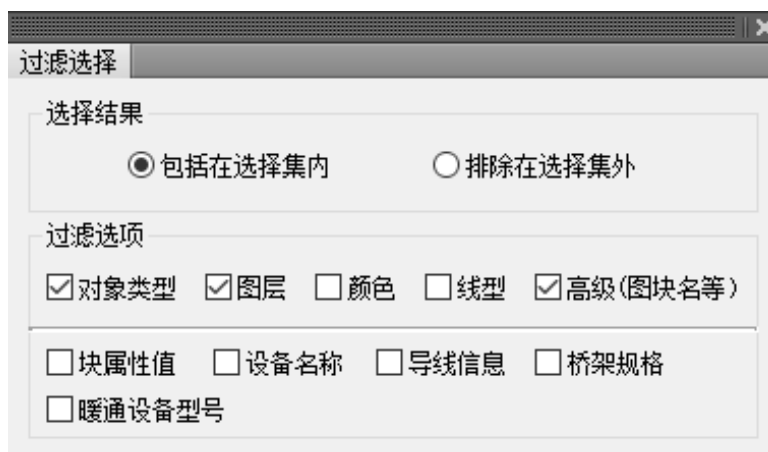 过滤选择
选择结果
包括在选择集内 排除在选择集外
过滤选项
对象类型 图层 颜色 线型 高级(图块名等)
块属性值 设备名称 导线信息 桥架规格
暖通设备型号